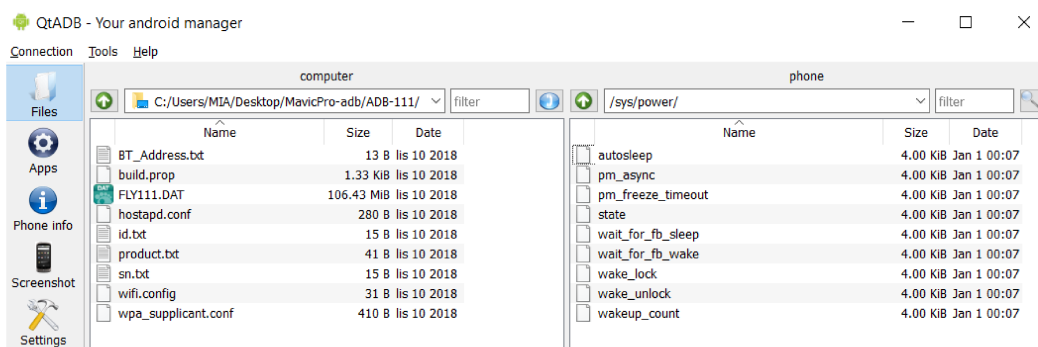 QtADB - Your android manager
Connection Tools Help
Files
Apps
Phone info
Screenshot
Settings
computer
C:/Users/MIA/Desktop/MavicPro-adb/ADB-111/ filter
Name Size Date
BT_Address.txt 13 B lis 10 2018
build.prop 1.33 KiB lis 10 2018
DAT FLY111.DAT 106.43 MiB lis 10 2018
hostapd.conf 280 B lis 10 2018
id.txt 15 B lis 10 2018
product.txt 41 B lis 10 2018
sn.txt 15 B lis 10 2018
wifi.config 31 B lis 10 2018
wpa_supplicant.conf 410 B lis 10 2018
phone
/sys/power/ filter
Name Size Date
autosleep 4.00 KiB Jan 1 00:07
pm_async 4.00 KiB Jan 1 00:07
pm_freeze_timeout 4.00 KiB Jan 1 00:07
state 4.00 KiB Jan 1 00:07
wait_for_fb_sleep 4.00 KiB Jan 1 00:07
wait_for_fb_wake 4.00 KiB Jan 1 00:07
wake_lock 4.00 KiB Jan 1 00:07
wake_unlock 4.00 KiB Jan 1 00:07
wakeup_count 4.00 KiB Jan 1 00:07